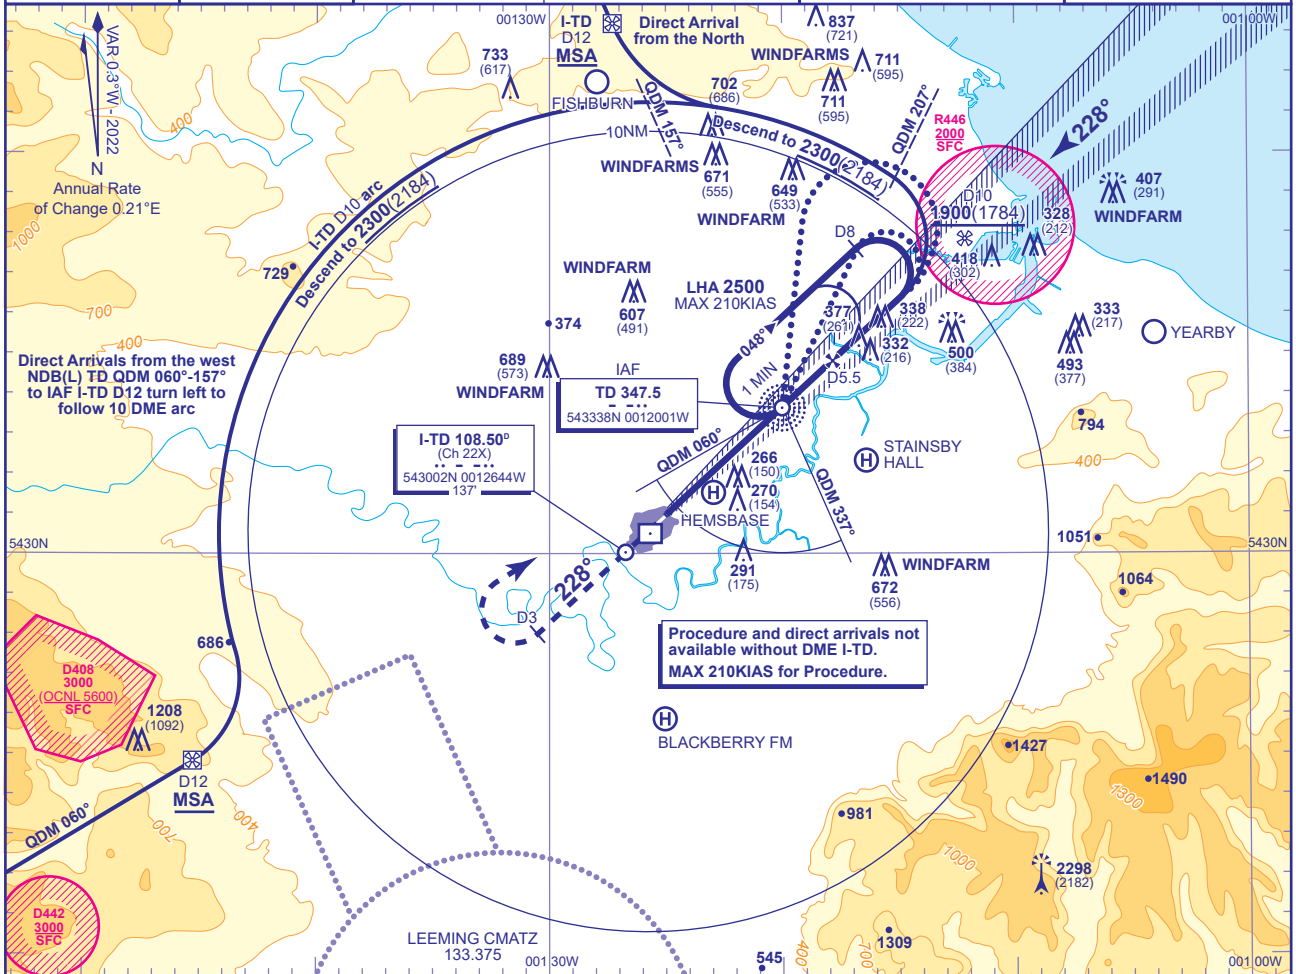 00130W
00100W
VAR 0.3°W - 2022
N
Annual Rate
of Change 0.21°E
I-TD
D12
MSA
Direct Arrival
from the North
837
(721)
WINDFARMS
711
(595)
711
(595)
733
(617)
FISHBURN
702
(686)
QDM 157°
10NM
Descend to 2300(2184)
QDM 207°
R446
2000
SFC
228°
400
1000
WINDFARMS
671
(555)
649
(533)
WINDFARM
407
(291)
WINDFARM
D10
1900(1784)
328
(212)
418
(302)
I-TD D10 arc
Descend to 2300(2184)
729
D8
WINDFARM
607
(491)
LHA 2500
MAX 210KIAS
700
400
374
377
(261)
338
(222)
332
(216)
500
(384)
333
(217)
493
(377)
YEARBY
048°
1 MIN
D5.5
Direct Arrivals from the west
NDB(L) TD QDM 060°-157°
to IAF I-TD D12 turn left to
follow 10 DME arc
689
(573)
WINDFARM
IAF
TD 347.5
543338N 0012001W
I-TD 108.50D
(Ch 22X)
543002N 0012644W
137'
QDM 060°
794
400
STAINSBY
HALL
266
(150)
270
(154)
HEMSBASE
QDM 337°
5430N
5430N
1051
1064
291
(175)
WINDFARM
672
(556)
228°
D3
686
Procedure and direct arrivals not
available without DME I-TD.
MAX 210KIAS for Procedure.
D408
3000
(OCNL 5600)
SFC
1208
(1092)
BLACKBERRY FM
D12
MSA
QDM 060°
700
400
1427
1490
1300
981
1000
2298
(2182)
D442
3000
SFC
LEEMING CMATZ
133.375
1309
400
700
545
00130W
00100W